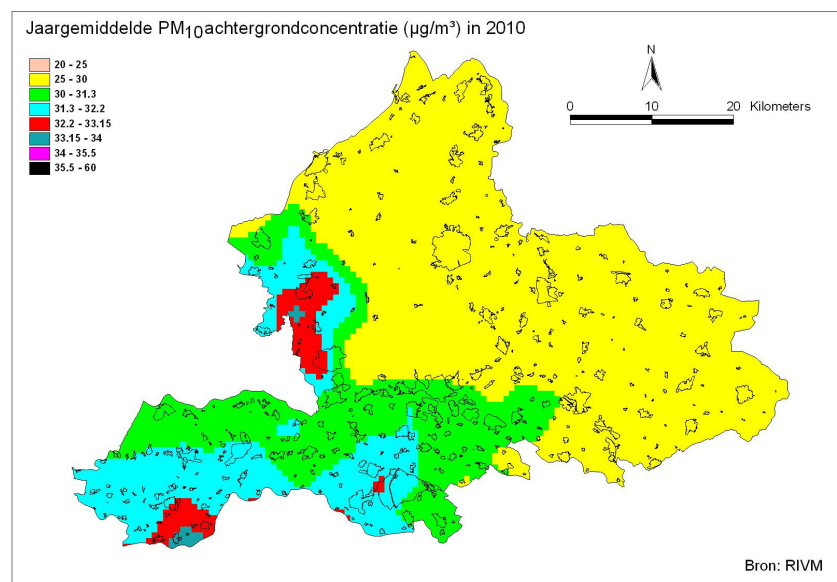 Jaargemiddelde PM10achtergrondconcentratie (µg/m³) in 2010
20 - 25
25 - 30
30 - 31.3
31.3 - 32.2
32.2 - 33.15
33.15 - 34
34 - 35.5
35.5 - 60
N
0 10 20 Kilometers
Bron: RIVM